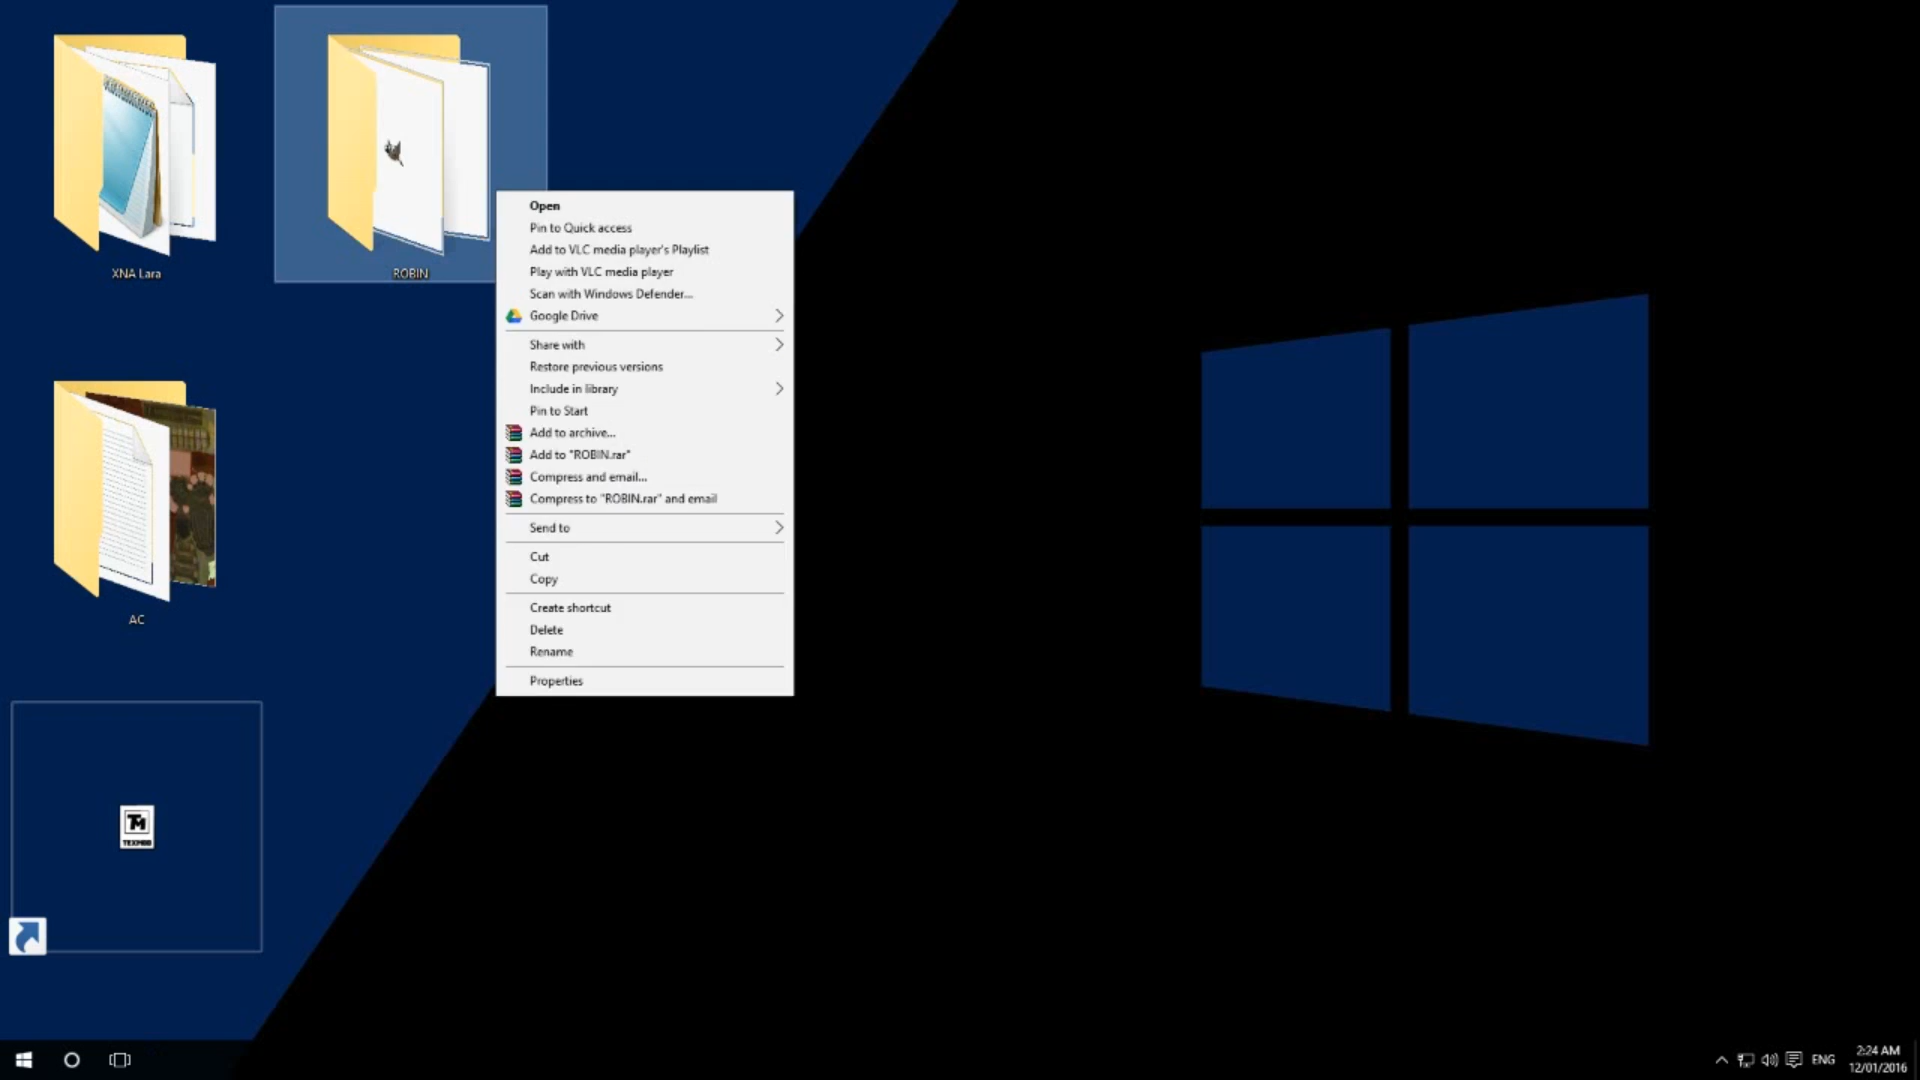 XNA Lara
ROBIN
Open
Pin to Quick access
Add to VLC media player's Playlist
Play with VLC media player
Scan with Windows Defender...
Google Drive
Share with
Restore previous versions
Include in library
Pin to Start
Add to archive...
Add to "ROBIN.rar"
Compress and email...
Compress to "ROBIN.rar" and email
Send to
Cut
Copy
Create shortcut
Delete
Rename
Properties
AC
TM
TEXMOD
ENG
2:24 AM
12/01/2016